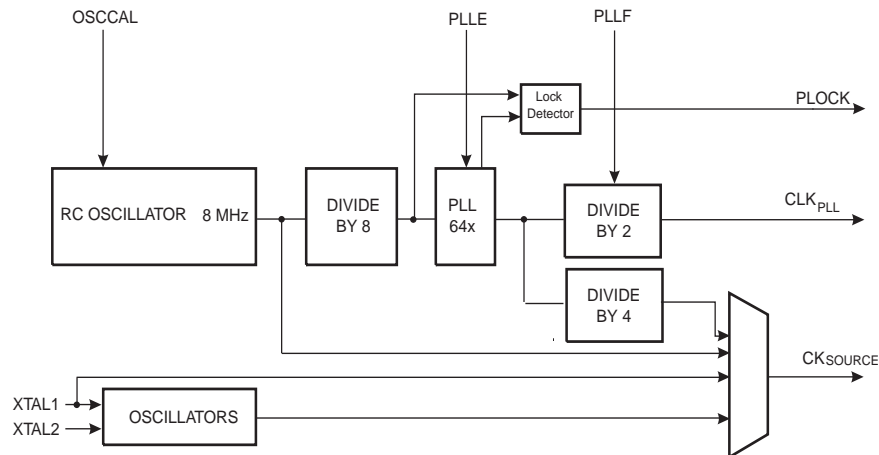 OSCCAL
PLLE
PLLF
Lock
Detector
PLOCK
RC OSCILLATOR 8 MHz
DIVIDE
BY 8
PLL
64x
DIVIDE
BY 2
CLKPLL
DIVIDE
BY 4
CKSOURCE
XTAL1
XTAL2
OSCILLATORS